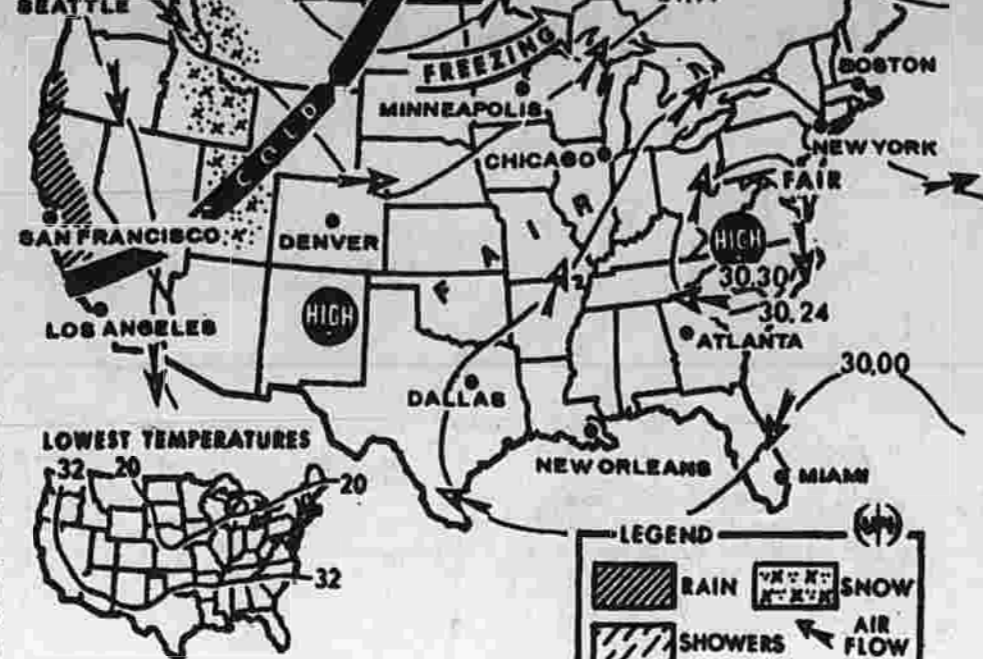 SEATTLE
FREEZING
BOSTON
MINNEAPOLIS
COLD
CHICAGO
NEW YORK
FAIR
SAN FRANCISCO
DENVER
FAIR
HIGH
30.30
HIGH
30.24
LOS ANGELES
ATLANTA
30.00
DALLAS
LOWEST TEMPERATURES
32 20
NEW ORLEANS
MIAMI
20
LEGEND
32
RAIN
SNOW
SHOWERS
AIR
FLOW